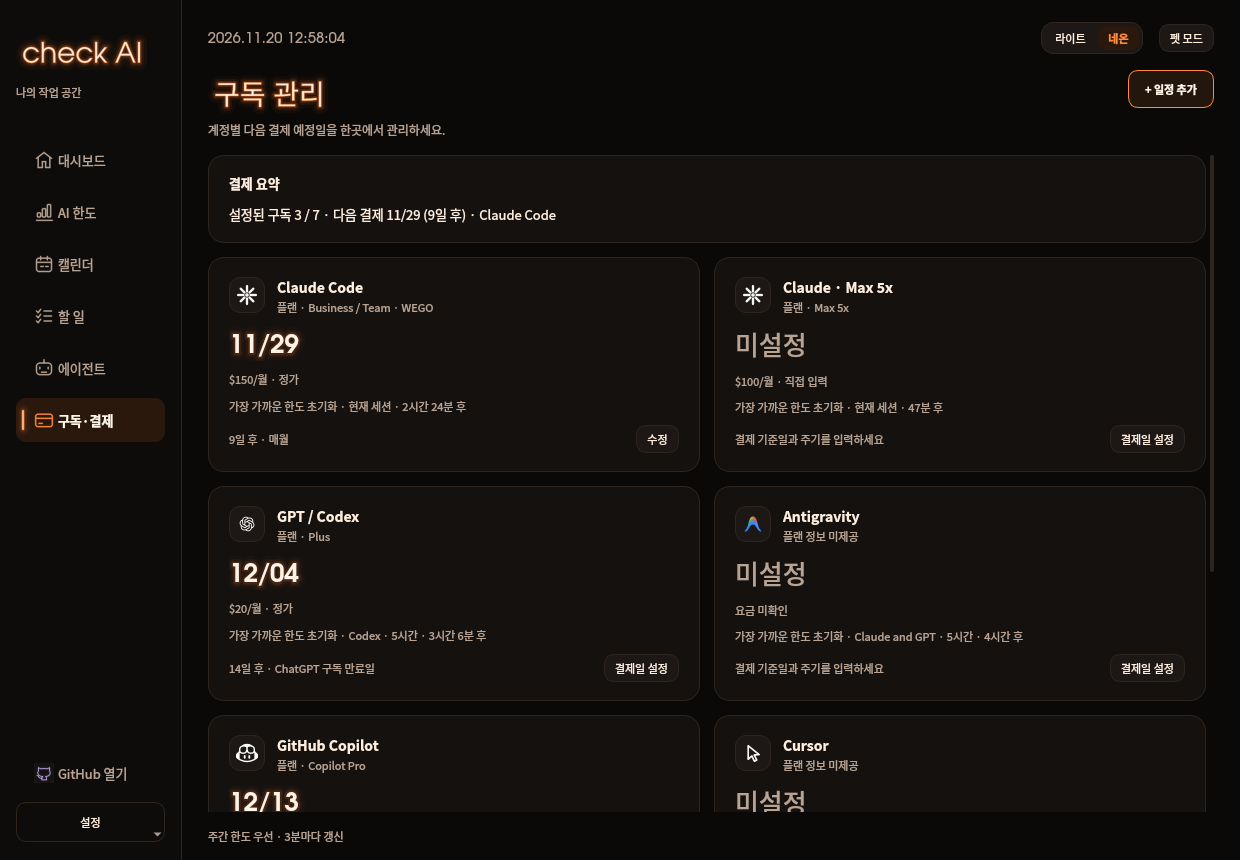 check AI
나의 작업 공간
대시보드
AI 한도
캘린더
할 일
에이전트
구독·결제
GitHub 열기
설정
2026.11.20 12:58:04
라이트
네온
펫 모드
구독 관리
+ 일정 추가
계정별 다음 결제 예정일을 한곳에서 관리하세요.
결제 요약
설정된 구독 3 / 7 · 다음 결제 11/29 (9일 후) · Claude Code
Claude Code
플랜 · Business / Team · WEGO
11/29
$150/월 · 정가
가장 가까운 한도 초기화 · 현재 세션 · 2시간 24분 후
9일 후 · 매월
수정
Claude · Max 5x
플랜 · Max 5x
미설정
$100/월 · 직접 입력
가장 가까운 한도 초기화 · 현재 세션 · 47분 후
결제 기준일과 주기를 입력하세요
결제일 설정
GPT / Codex
플랜 · Plus
12/04
$20/월 · 정가
가장 가까운 한도 초기화 · Codex · 5시간 · 3시간 6분 후
14일 후 · ChatGPT 구독 만료일
결제일 설정
Antigravity
플랜 정보 미제공
미설정
요금 미확인
가장 가까운 한도 초기화 · Claude and GPT · 5시간 · 4시간 후
결제 기준일과 주기를 입력하세요
결제일 설정
GitHub Copilot
플랜 · Copilot Pro
12/13
Cursor
플랜 정보 미제공
미설정
주간 한도 우선 · 3분마다 갱신